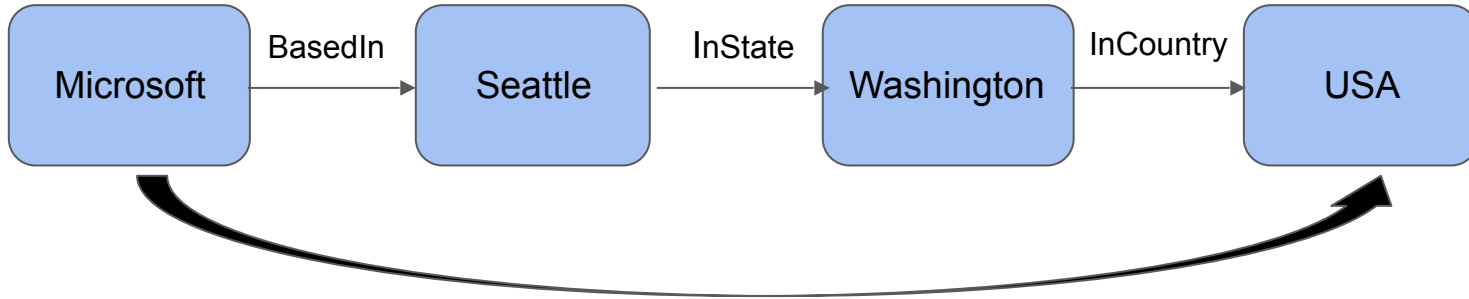 BasedIn
InState
InCountry
Microsoft
Seattle
Washington
USA